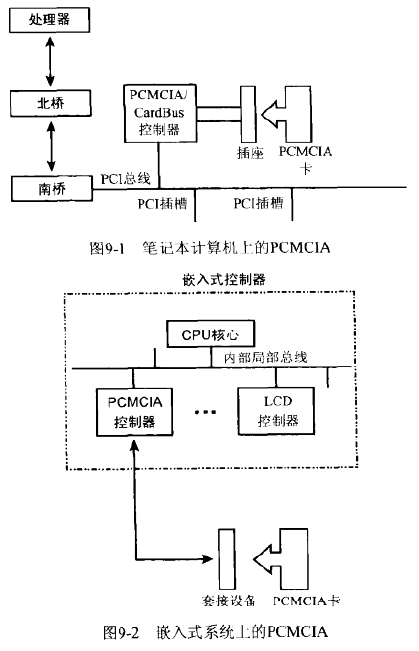 处理器
北桥
南桥
PCMCIA/
CardBus
控制器
插座
PCMCIA
卡
PCI总线
PCI插槽
PCI插槽
图9-1 笔记本计算机上的PCMCIA
嵌入式控制器
CPU核心
内部局部总线
PCMCIA
控制器
•••
LCD
控制器
套接设备
PCMCIA卡
图9-2 嵌入式系统上的PCMCIA